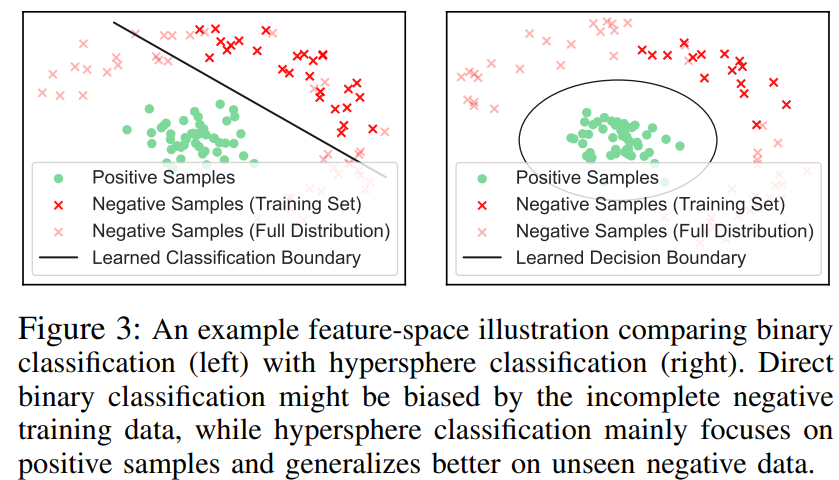 Positive Samples
Negative Samples (Training Set)
Negative Samples (Full Distribution)
Learned Classification Boundary
Positive Samples
Negative Samples (Training Set)
Negative Samples (Full Distribution)
Learned Decision Boundary
Figure 3: An example feature-space illustration comparing binary
classification (left) with hypersphere classification (right). Direct
binary classification might be biased by the incomplete negative
training data, while hypersphere classification mainly focuses on
positive samples and generalizes better on unseen negative data.